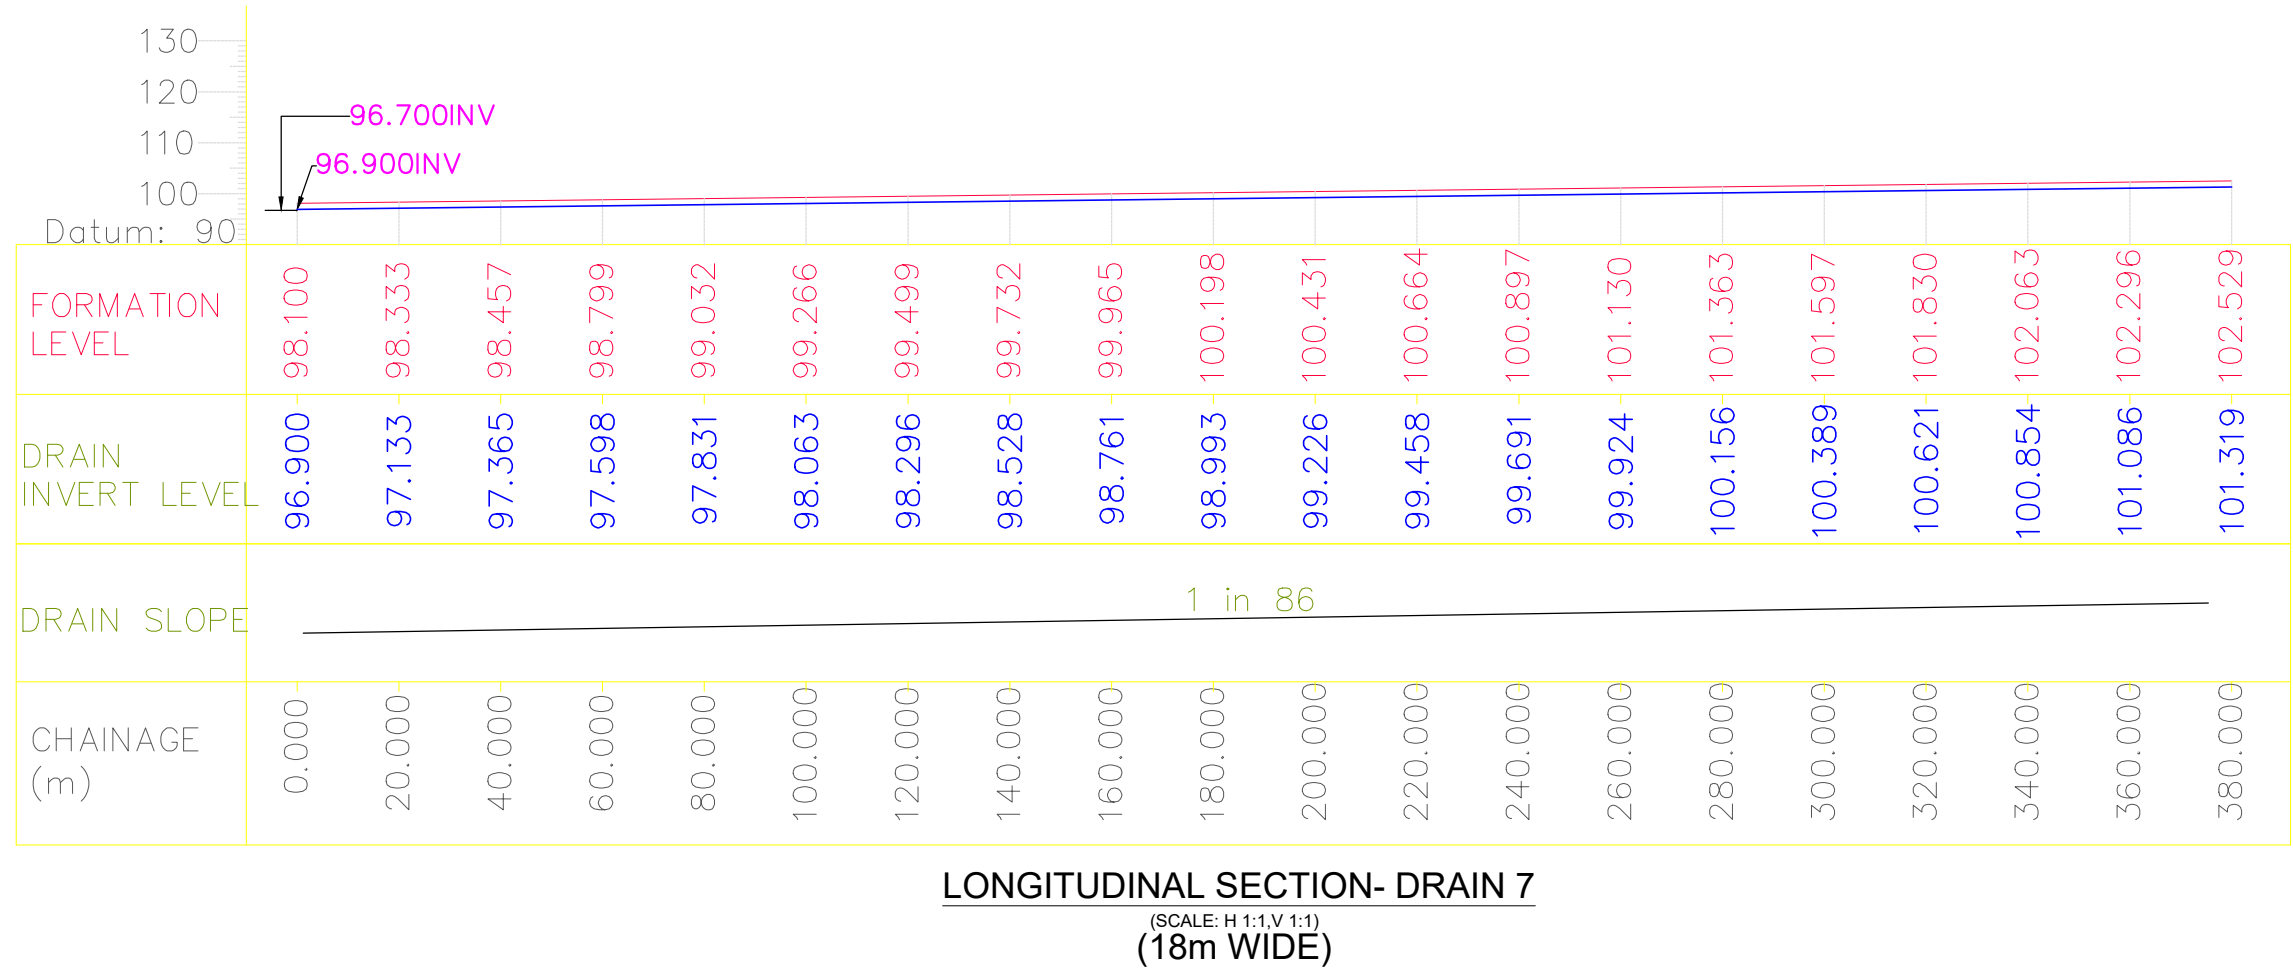 130
120
110
100
Datum: 90
96.700INV
96.900INV
FORMATION
LEVEL
98.100 98.333 98.457 98.799 99.032 99.266 99.499 99.732 99.965 100.198 100.431 100.664 100.897 101.130 101.363 101.597 101.830 102.063 102.296 102.529
DRAIN
INVERT LEVEL
96.900 97.133 97.365 97.598 97.831 98.063 98.296 98.528 98.761 98.993 99.226 99.458 99.691 99.924 100.156 100.389 100.621 100.854 101.086 101.319
DRAIN SLOPE
1 in 86
CHAINAGE
(m)
0.000 20.000 40.000 60.000 80.000 100.000 120.000 140.000 160.000 180.000 200.000 220.000 240.000 260.000 280.000 300.000 320.000 340.000 360.000 380.000
LONGITUDINAL SECTION- DRAIN 7
(SCALE: H 1:1,V 1:1)
(18m WIDE)